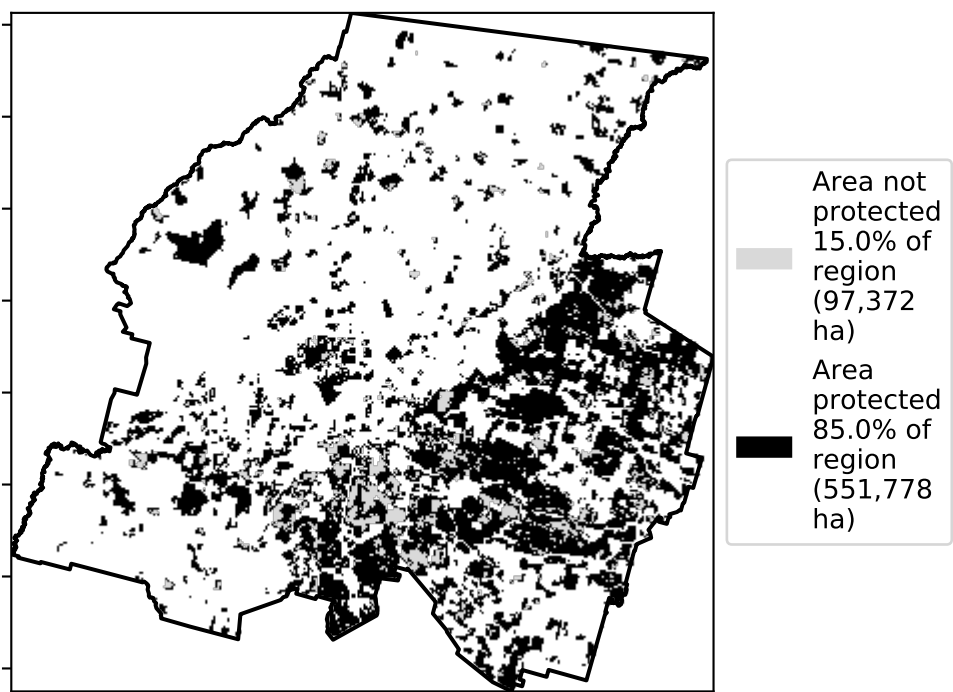 Area not
protected
15.0% of
region
(97,372
ha)
Area
protected
85.0% of
region
(551,778
ha)